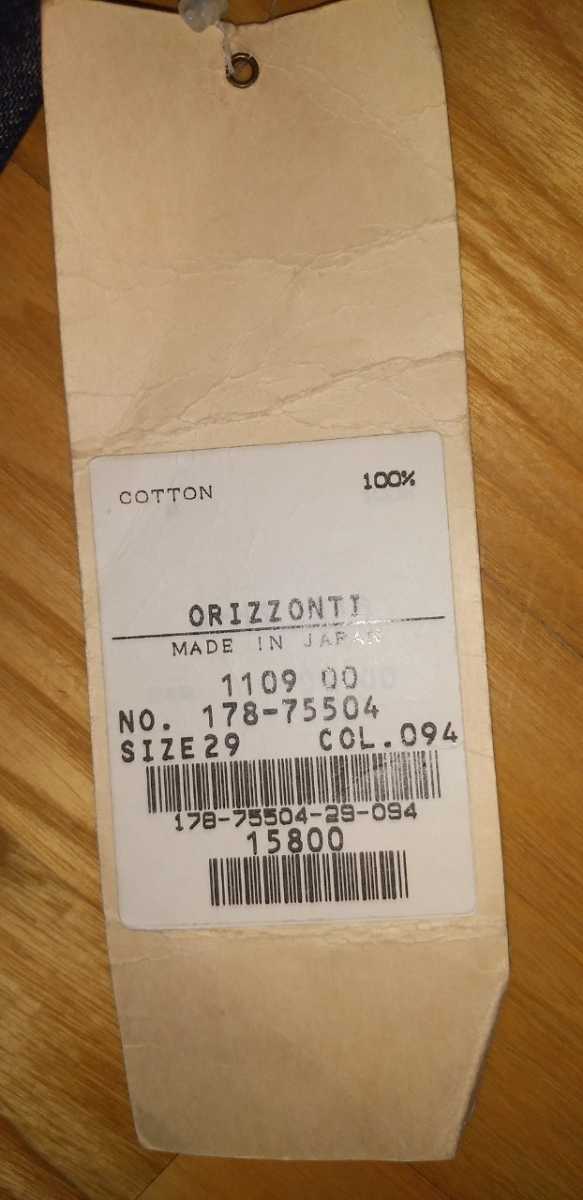 COTTON 100%
ORIZZONTI
MADE IN JAPAN
1109 00
NO. 178-75504
SIZE29 COL.094
178-75504-29-094
15800